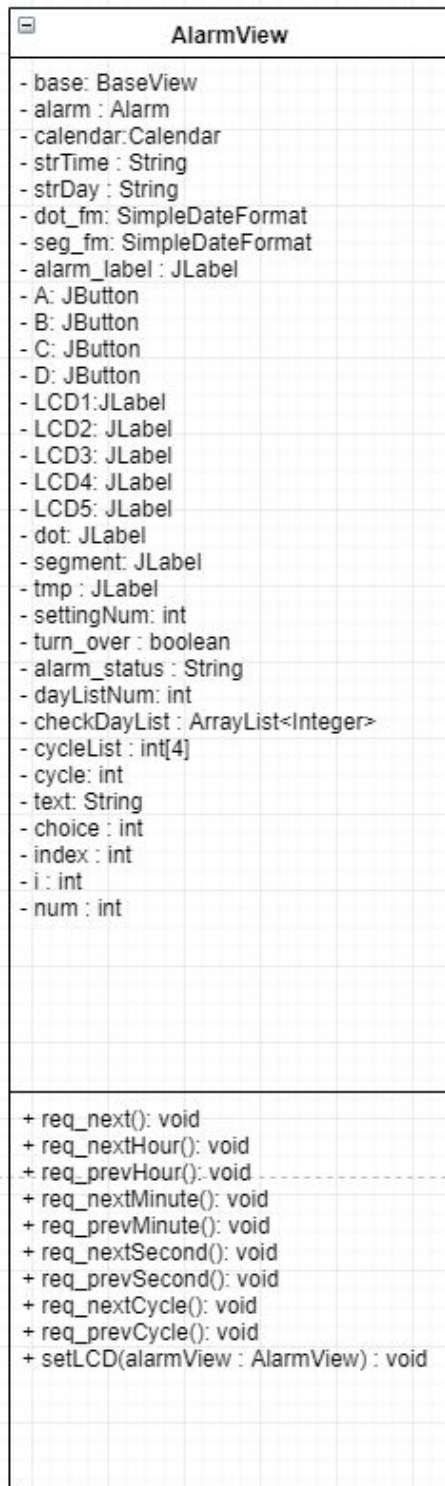 AlarmView
- base: BaseView
- alarm : Alarm
- calendar:Calendar
- strTime : String
- strDay : String
- dot_fm: SimpleDateFormat
- seg_fm: SimpleDateFormat
- alarm_label : JLabel
- A: JButton
- B: JButton
- C: JButton
- D: JButton
- LCD1:JLabel
- LCD2: JLabel
- LCD3: JLabel
- LCD4: JLabel
- LCD5: JLabel
- dot: JLabel
- segment: JLabel
- tmp : JLabel
- settingNum: int
- turn_over : boolean
- alarm_status : String
- dayListNum: int
- checkDayList : ArrayList<Integer>
- cycleList : int[4]
- cycle: int
- text: String
- choice : int
- index : int
- i : int
- num : int
+ req_next(): void
+ req_nextHour(): void
+ req_prevHour(): void
+ req_nextMinute(): void
+ req_prevMinute(): void
+ req_nextSecond(): void
+ req_prevSecond(): void
+ req_nextCycle(): void
+ req_prevCycle(): void
+ setLCD(alarmView : AlarmView) : void